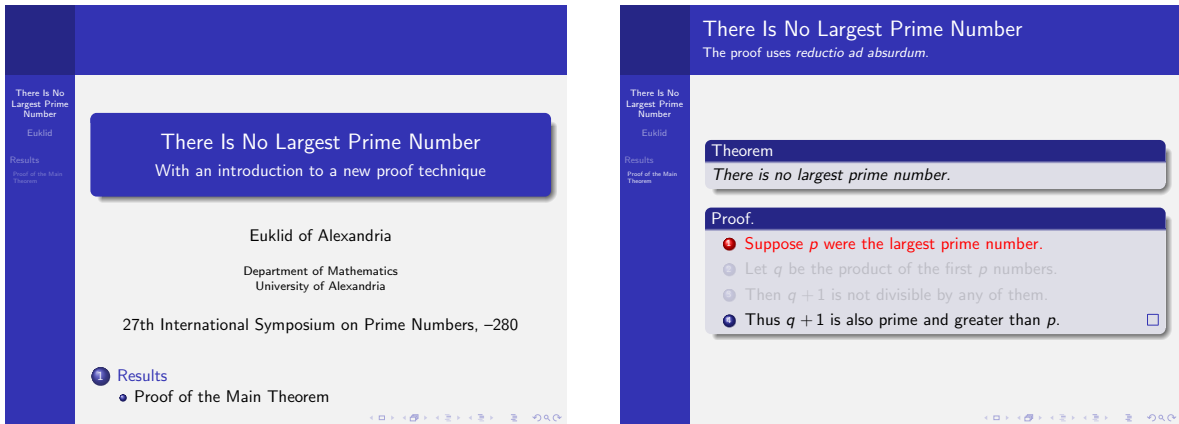 There Is No
Largest Prime
Number
Euklid
Results
Proof of the Main
Theorem
There Is No Largest Prime Number
With an introduction to a new proof technique
Euklid of Alexandria
Department of Mathematics
University of Alexandria
27th International Symposium on Prime Numbers, –280
1 Results
Proof of the Main Theorem
There Is No Largest Prime Number
The proof uses reductio ad absurdum.
There Is No
Largest Prime
Number
Euklid
Results
Proof of the Main
Theorem
Theorem
There is no largest prime number.
Proof.
1 Suppose p were the largest prime number.
2 Let q be the product of the first p numbers.
3 Then q + 1 is not divisible by any of them.
4 Thus q + 1 is also prime and greater than p. □